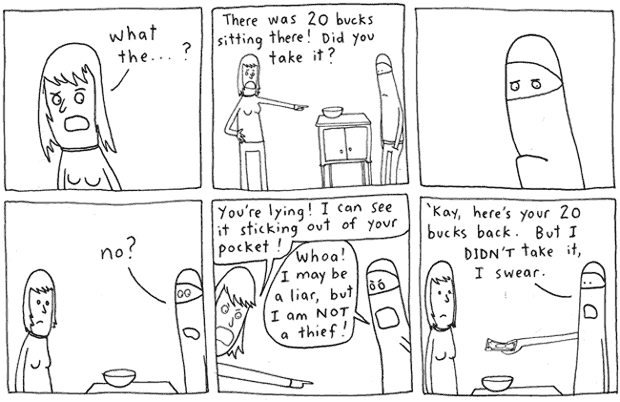 what
the... ?
There was 20 bucks
sitting there! Did you
take it?
no?
You're lying! I can see
it sticking out of your
pocket!
Whoa!
I may be
a liar, but
I am NOT
a thief!
'Kay, here's your 20
bucks back. But I
DIDN'T take it,
I swear.